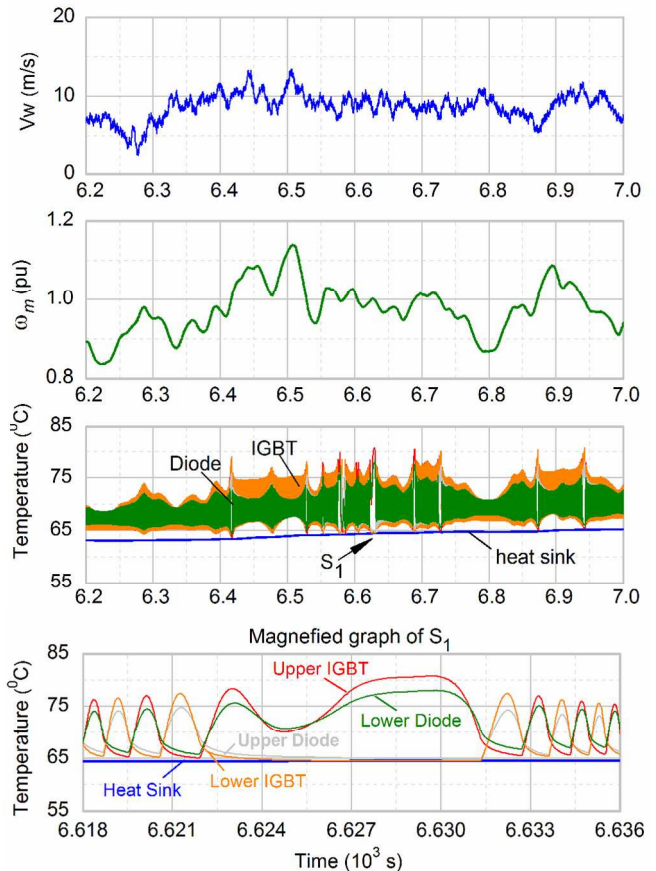 20
10
0
Vw (m/s)
6.2 6.3 6.4 6.5 6.6 6.7 6.8 6.9 7.0
1.2
1.0
0.8
ωm (pu)
6.2 6.3 6.4 6.5 6.6 6.7 6.8 6.9 7.0
85
75
65
55
Temperature (⁰C)
Diode
IGBT
S1
heat sink
6.2 6.3 6.4 6.5 6.6 6.7 6.8 6.9 7.0
Magnefied graph of S1
85
75
65
55
Temperature (⁰C)
Upper IGBT
Lower Diode
Upper Diode
Lower IGBT
Heat Sink
6.618 6.621 6.624 6.627 6.630 6.633 6.636
Time (10³ s)